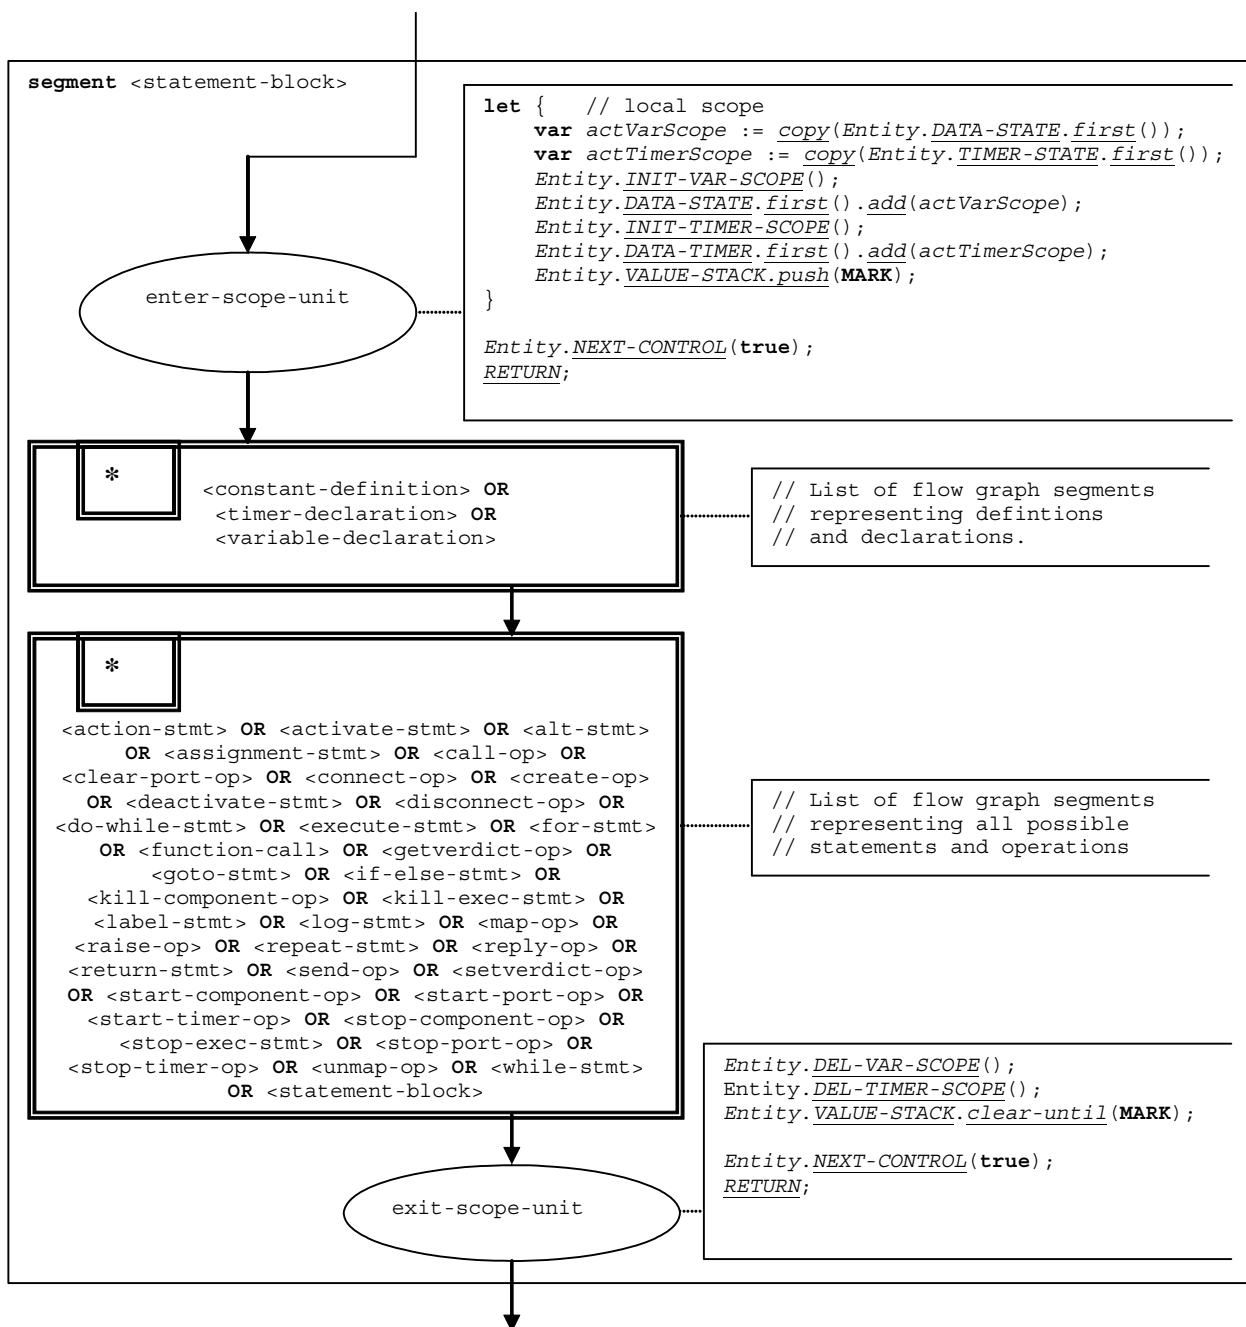 segment <statement-block>
let {   // local scope
    var actVarScope := copy(Entity.DATA-STATE.first());
    var actTimerScope := copy(Entity.TIMER-STATE.first());
    Entity.INIT-VAR-SCOPE();
    Entity.DATA-STATE.first().add(actVarScope);
    Entity.INIT-TIMER-SCOPE();
    Entity.DATA-TIMER.first().add(actTimerScope);
    Entity.VALUE-STACK.push(MARK);
}
Entity.NEXT-CONTROL(true);
RETURN;
enter-scope-unit
*
<constant-definition> OR
<timer-declaration> OR
<variable-declaration>
// List of flow graph segments
// representing defintions
// and declarations.
*
<action-stmt> OR <activate-stmt> OR <alt-stmt>
OR <assignment-stmt> OR <call-op> OR
<clear-port-op> OR <connect-op> OR <create-op>
OR <deactivate-stmt> OR <disconnect-op> OR
<do-while-stmt> OR <execute-stmt> OR <for-stmt>
OR <function-call> OR <getverdict-op> OR
<goto-stmt> OR <if-else-stmt> OR
<kill-component-op> OR <kill-exec-stmt> OR
<label-stmt> OR <log-stmt> OR <map-op> OR
<raise-op> OR <repeat-stmt> OR <reply-op> OR
<return-stmt> OR <send-op> OR <setverdict-op>
OR <start-component-op> OR <start-port-op> OR
<start-timer-op> OR <stop-component-op> OR
<stop-exec-stmt> OR <stop-port-op> OR
<stop-timer-op> OR <unmap-op> OR <while-stmt>
OR <statement-block>
// List of flow graph segments
// representing all possible
// statements and operations
Entity.DEL-VAR-SCOPE();
Entity.DEL-TIMER-SCOPE();
Entity.VALUE-STACK.clear-until(MARK);
Entity.NEXT-CONTROL(true);
RETURN;
exit-scope-unit